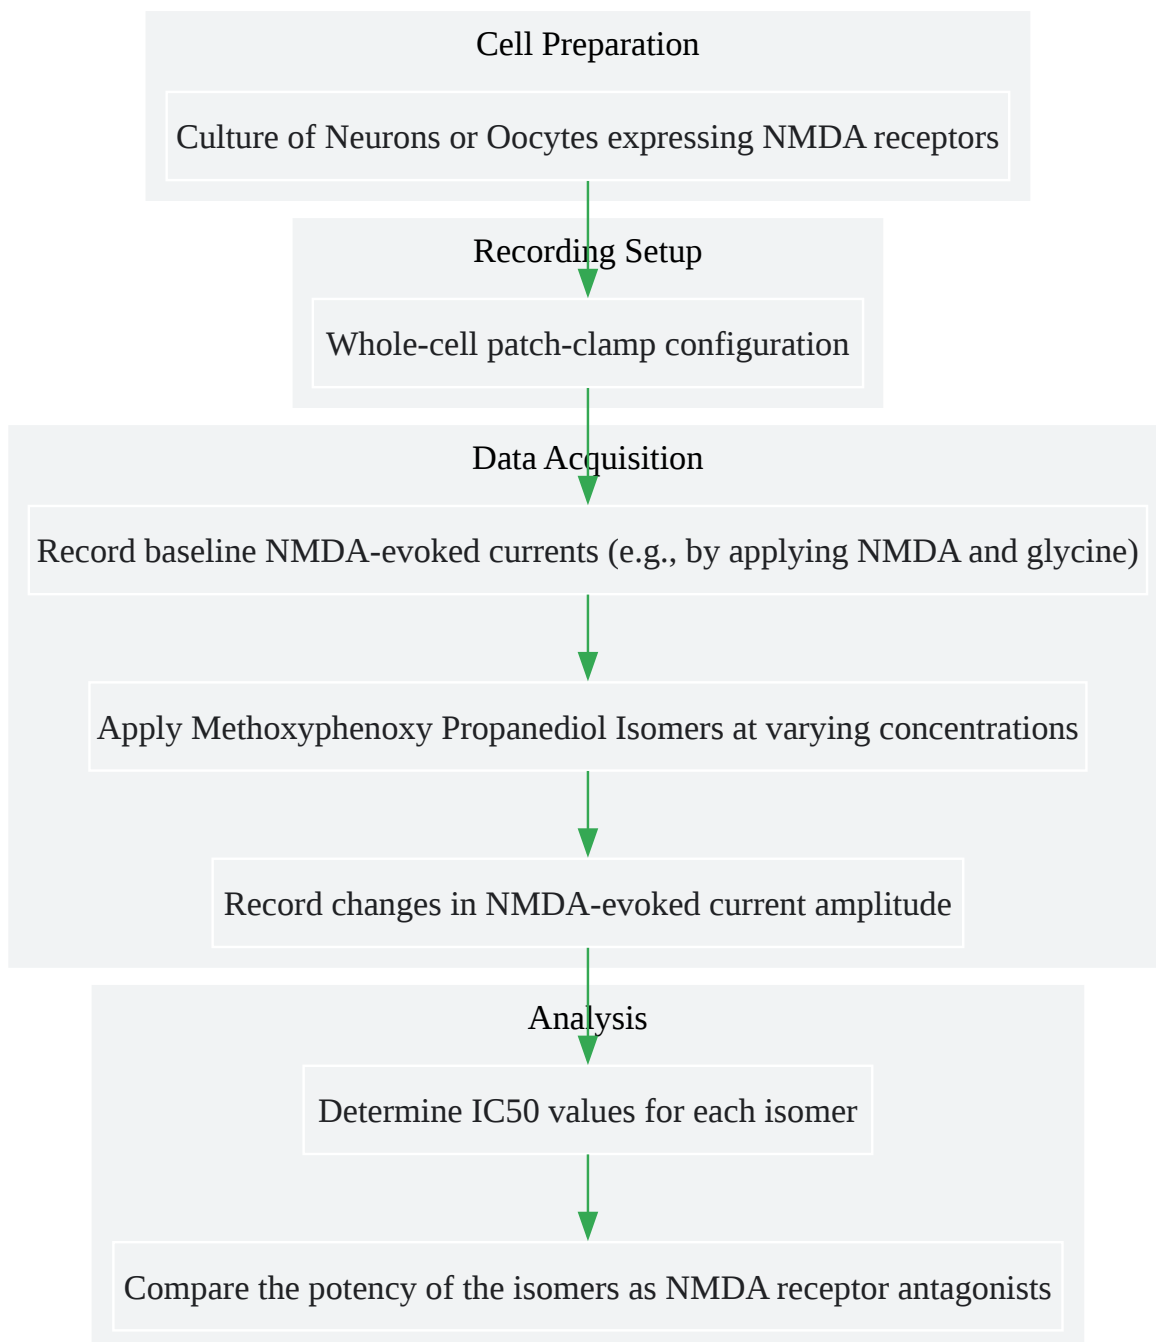 Cell Preparation
Culture of Neurons or Oocytes expressing NMDA receptors
Recording Setup
Whole-cell patch-clamp configuration
Data Acquisition
Record baseline NMDA-evoked currents (e.g., by applying NMDA and glycine)
Apply Methoxyphenoxy Propanediol Isomers at varying concentrations
Record changes in NMDA-evoked current amplitude
Analysis
Determine IC50 values for each isomer
Compare the potency of the isomers as NMDA receptor antagonists